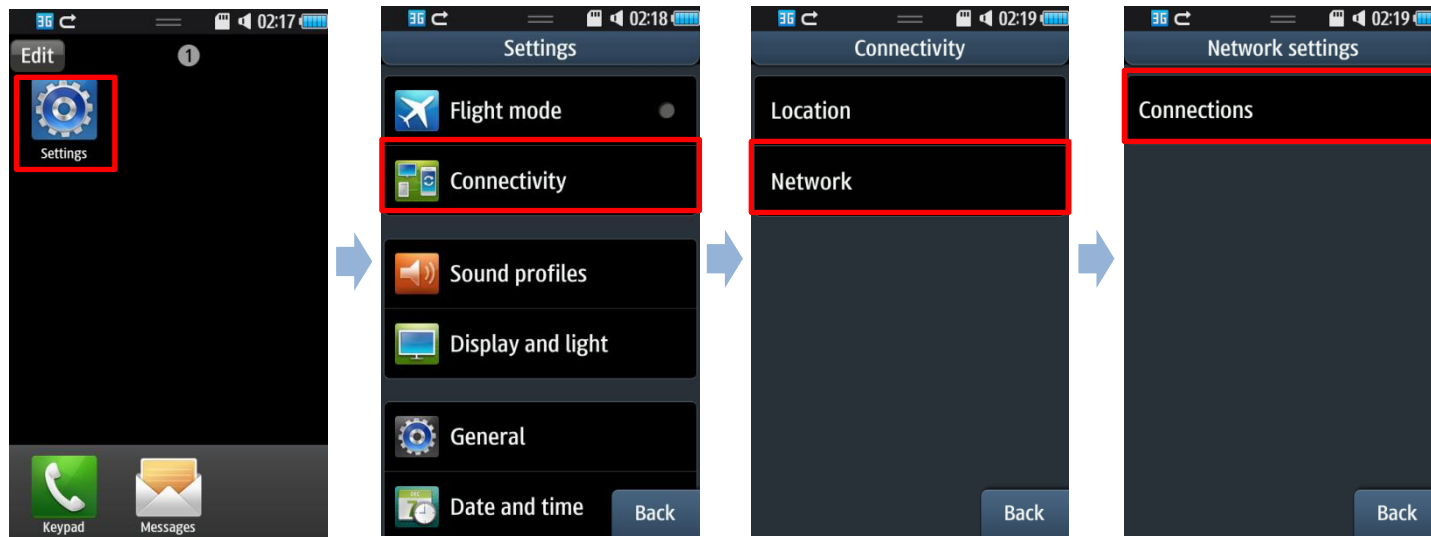 3G 02:17
Edit 1
Settings
Keypad Messages
3G 02:18
Settings
Flight mode
Connectivity
Sound profiles
Display and light
General
DEC
7
Date and time
Back
3G 02:19
Connectivity
Location
Network
Back
3G 02:19
Network settings
Connections
Back